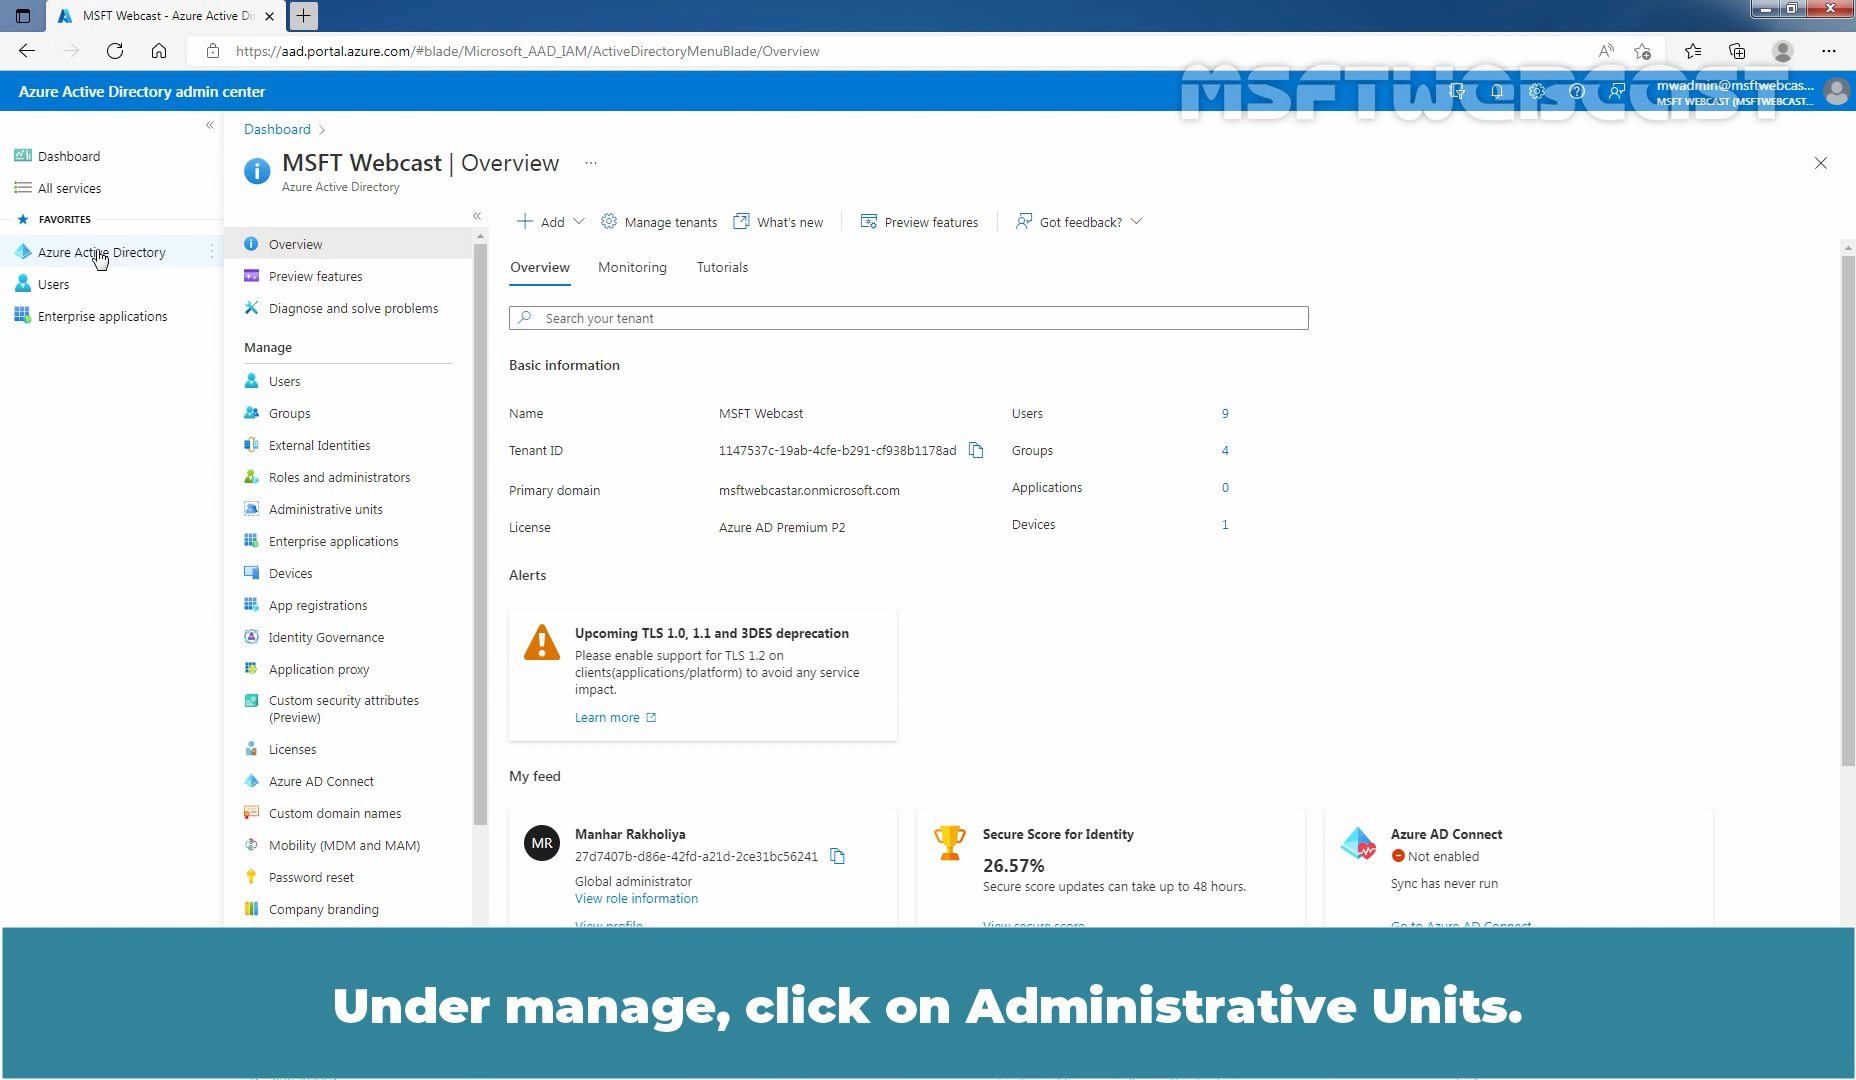 MSFT Webcast - Azure Active Di
https://aad.portal.azure.com/#blade/Microsoft_AAD_IAM/ActiveDirectoryMenuBlade/Overview
MSFTWEBCAST
Azure Active Directory admin center
mwadmin@msftwebcas...
MSFT WEBCAST (MSFTWEBCAST...
Dashboard
All services
FAVORITES
Azure Active Directory
Users
Enterprise applications
Dashboard >
MSFT Webcast | Overview ...
Azure Active Directory
Overview
Preview features
Diagnose and solve problems
Manage
Users
Groups
External Identities
Roles and administrators
Administrative units
Enterprise applications
Devices
App registrations
Identity Governance
Application proxy
Custom security attributes
(Preview)
Licenses
Azure AD Connect
Custom domain names
Mobility (MDM and MAM)
Password reset
Company branding
Add Manage tenants What's new Preview features Got feedback?
Overview Monitoring Tutorials
Search your tenant
Basic information
Name MSFT Webcast Users 9
Tenant ID 1147537c-19ab-4cfe-b291-cf938b1178ad Groups 4
Primary domain msftwebcastar.onmicrosoft.com Applications 0
License Azure AD Premium P2 Devices 1
Alerts
Upcoming TLS 1.0, 1.1 and 3DES deprecation
Please enable support for TLS 1.2 on
clients(applications/platform) to avoid any service
impact.
Learn more
My feed
MR
Manhar Rakholiya
27d7407b-d86e-42fd-a21d-2ce31bc56241
Global administrator
View role information
View profile
Secure Score for Identity
26.57%
Secure score updates can take up to 48 hours.
View secure score
Azure AD Connect
Not enabled
Sync has never run
Go to Azure AD Connect
Under manage, click on Administrative Units.